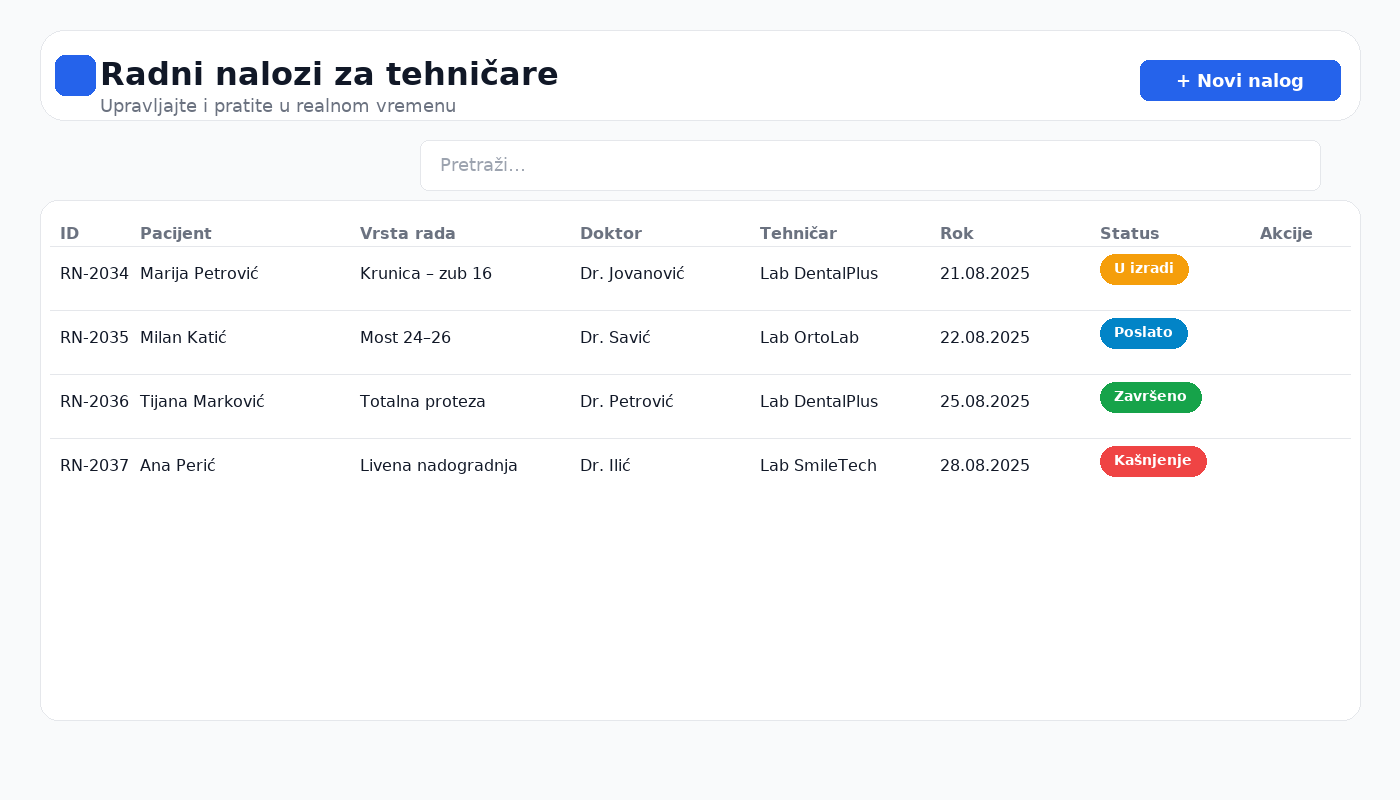 Radni nalozi za tehničare
Upravljajte i pratite u realnom vremenu
+ Novi nalog
Pretraži...
ID Pacijent Vrsta rada Doktor Tehničar Rok Status Akcije
RN-2034 Marija Petrović Krunica – zub 16 Dr. Jovanović Lab DentalPlus 21.08.2025 U izradi
RN-2035 Milan Katić Most 24–26 Dr. Savić Lab OrtoLab 22.08.2025 Poslato
RN-2036 Tijana Marković Totalna proteza Dr. Petrović Lab DentalPlus 25.08.2025 Završeno
RN-2037 Ana Perić Livena nadogradnja Dr. Ilić Lab SmileTech 28.08.2025 Kašnjenje